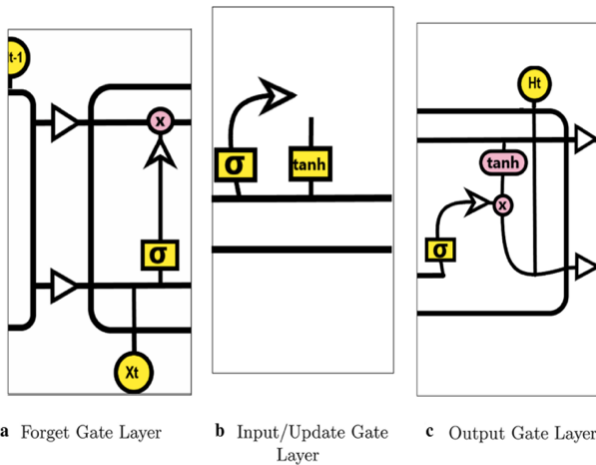 t-1
x
σ
Xt
σ
tanh
Ht
tanh
x
σ
a Forget Gate Layer
b Input/Update Gate
Layer
c Output Gate Layer